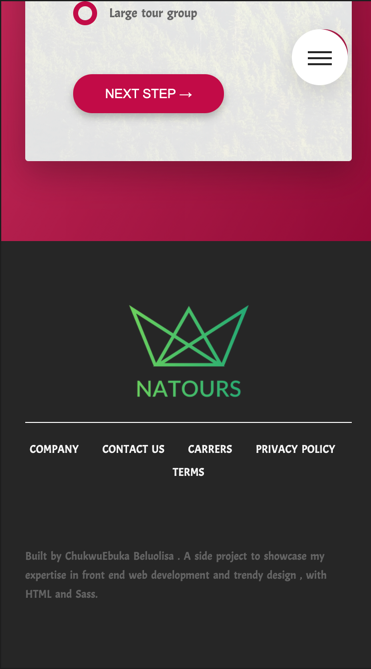 Large tour group
NEXT STEP →
NATOURS
COMPANY CONTACT US CARRERS PRIVACY POLICY
TERMS
Built by ChukwuEbuka Beluolisa . A side project to showcase my
expertise in front end web development and trendy design , with
HTML and Sass.